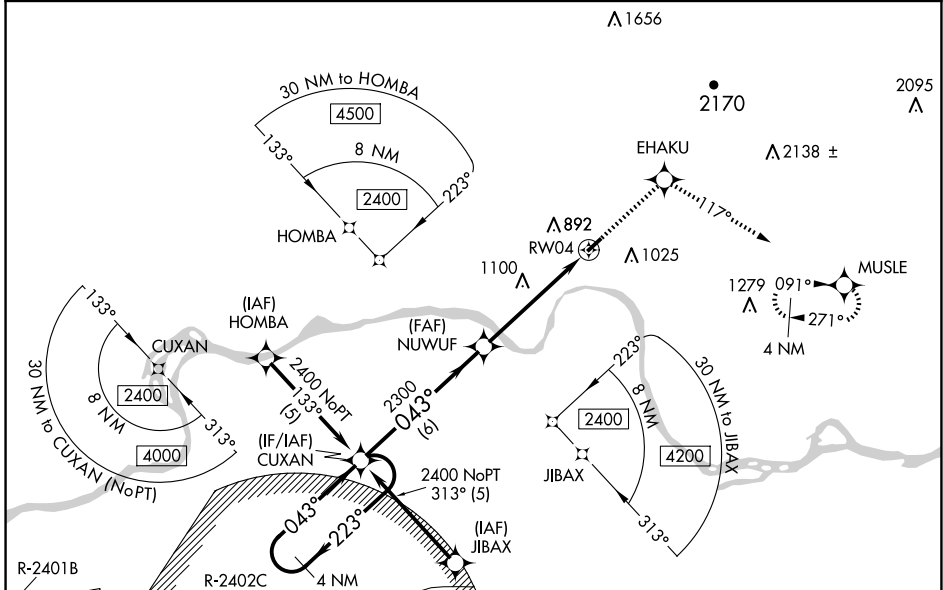 1656
2170
2095
2138 ±
30 NM to HOMBA
4500
133°
8 NM
2400
223°
HOMBA
EHAKU
117°
892
RW04
1025
1100
MUSLE
1279
091°
271°
4 NM
133°
CUXAN
2400
8 NM
313°
4000
30 NM to CUXAN (NoPT)
(IAF)
HOMBA
2400 NoPT
133°
(5)
(FAF)
NUWUF
2300
043°
(6)
(IF/IAF)
CUXAN
2400 NoPT
313° (5)
043°
223°
4 NM
(IAF)
JIBAX
223°
8 NM
2400
30 NM to JIBAX
4200
JIBAX
313°
R-2401B
R-2402C